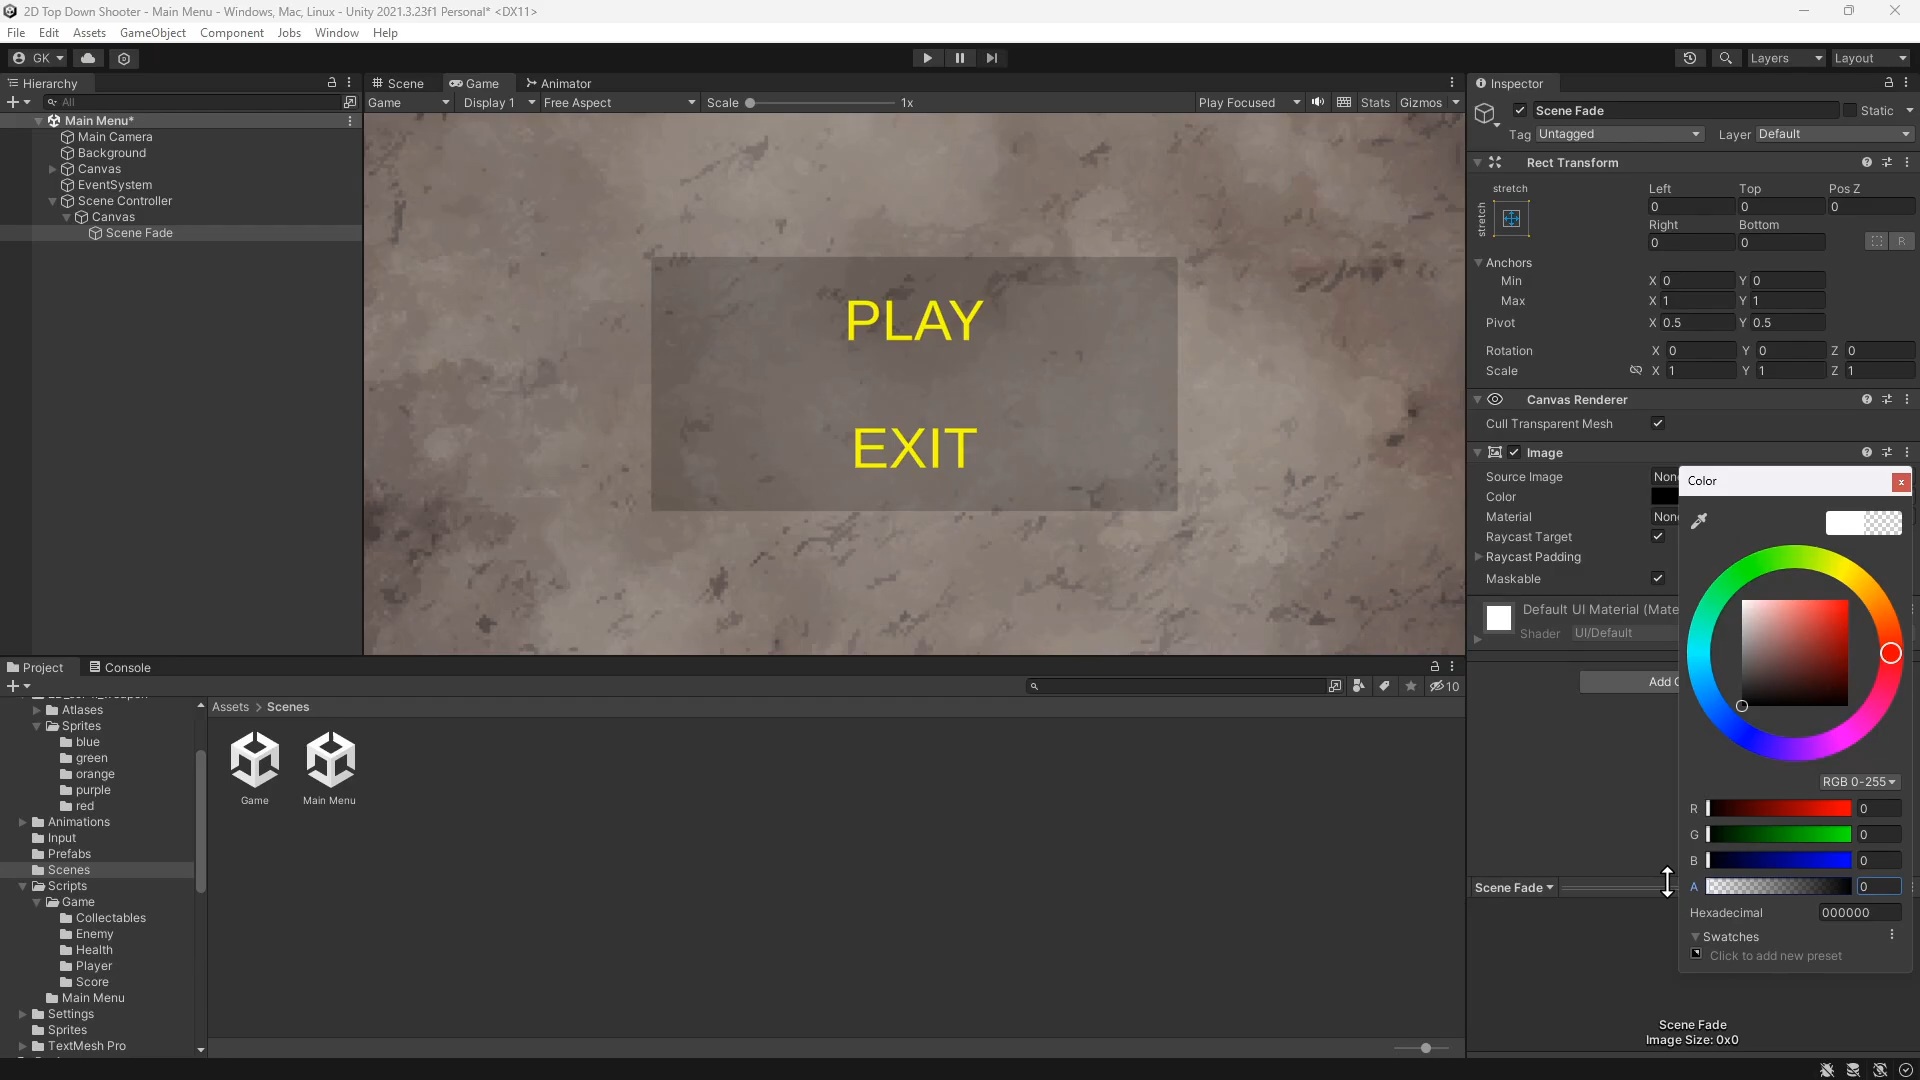 2D Top Down Shooter - Main Menu - Windows, Mac, Linux - Unity 2021.3.23f1 Personal* <DX11>
File Edit Assets GameObject Component Jobs Window Help
GK
Layers
Layout
Hierarchy
All
Main Menu*
Main Camera
Background
Canvas
EventSystem
Scene Controller
Canvas
Scene Fade
Scene Game Animator
Game Display 1 Free Aspect Scale 1x Play Focused Stats Gizmos
PLAY
EXIT
Inspector
Scene Fade Static
Tag Untagged Layer Default
Rect Transform
stretch
stretch
Left Top Pos Z
0 0 0
Right Bottom
0 0 R
Anchors
Min X 0 Y 0
Max X 1 Y 1
Pivot X 0.5 Y 0.5
Rotation X 0 Y 0 Z 0
Scale X 1 Y 1 Z 1
Canvas Renderer
Cull Transparent Mesh
Image
Source Image Non
Color
Material Non
Raycast Target
Raycast Padding
Maskable
Default UI Material (Mate
Shader UI/Default
Add C
Color
x
RGB 0-255
R 0
G 0
B 0
A 0
Hexadecimal 000000
Swatches
Click to add new preset
Scene Fade
Scene Fade
Image Size: 0x0
Project Console
10
Atlases
Sprites
blue
green
orange
purple
red
Animations
Input
Prefabs
Scenes
Scripts
Game
Collectables
Enemy
Health
Player
Score
Main Menu
Settings
Sprites
TextMesh Pro
Assets > Scenes
Game
Main Menu